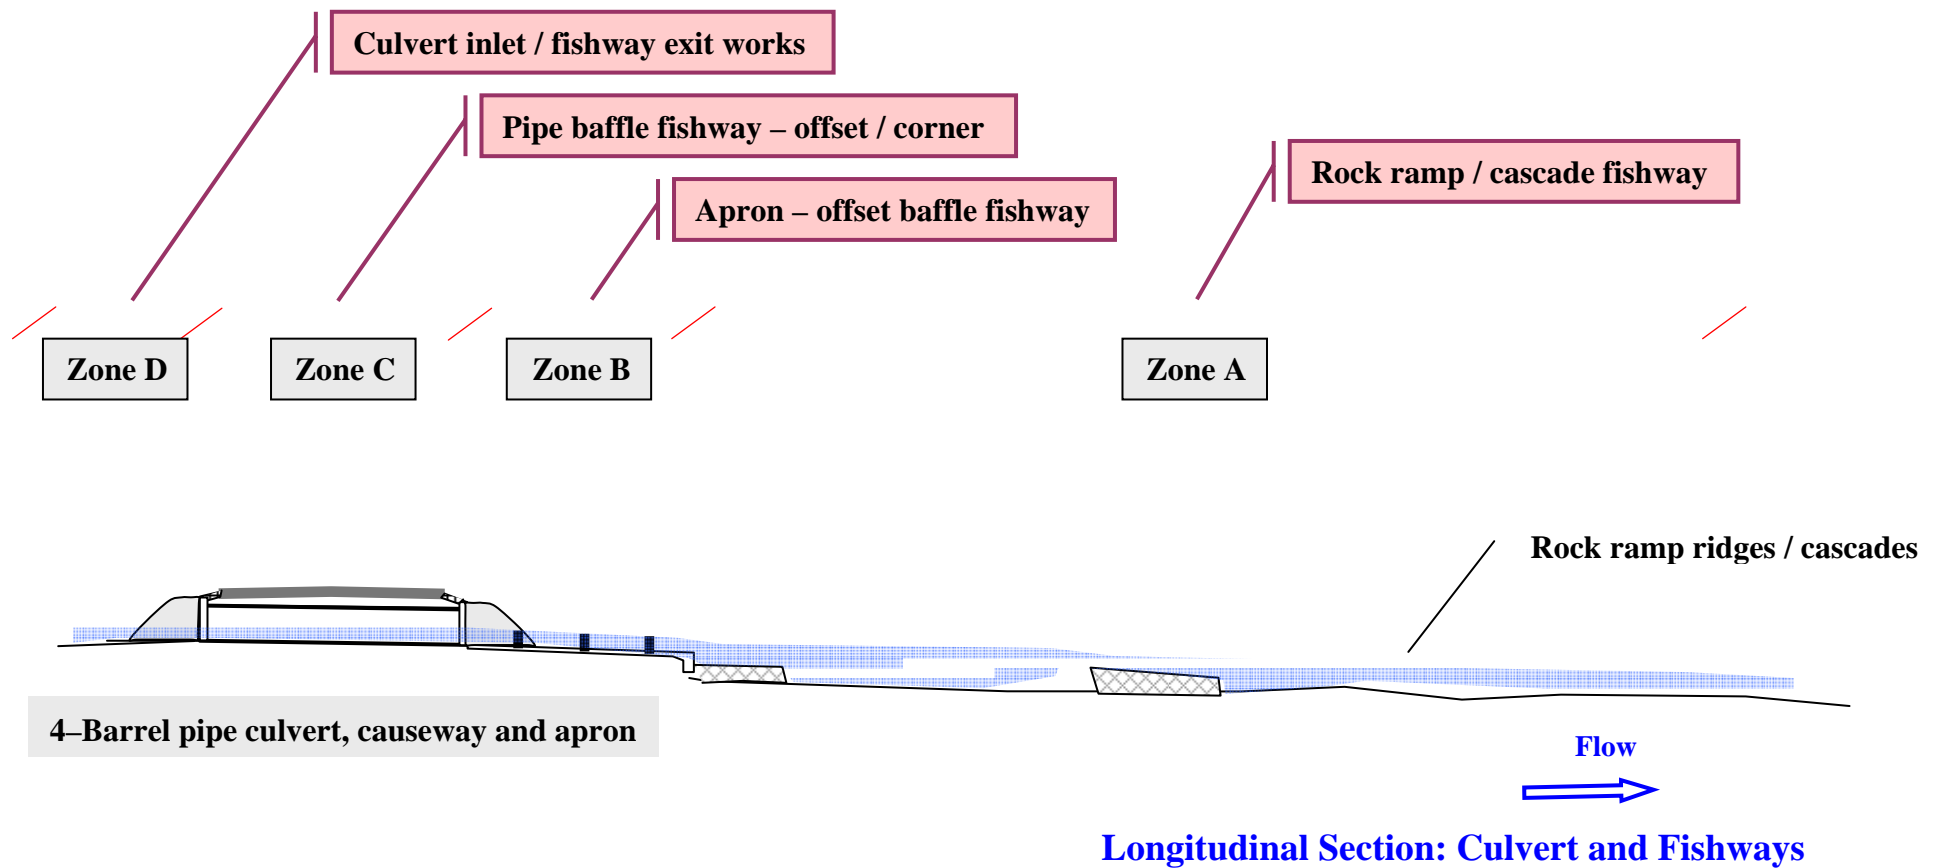 Culvert inlet / fishway exit works
Pipe baffle fishway – offset / corner
Rock ramp / cascade fishway
Apron – offset baffle fishway
Zone D
Zone C
Zone B
Zone A
Rock ramp ridges / cascades
4–Barrel pipe culvert, causeway and apron
Flow
Longitudinal Section: Culvert and Fishways